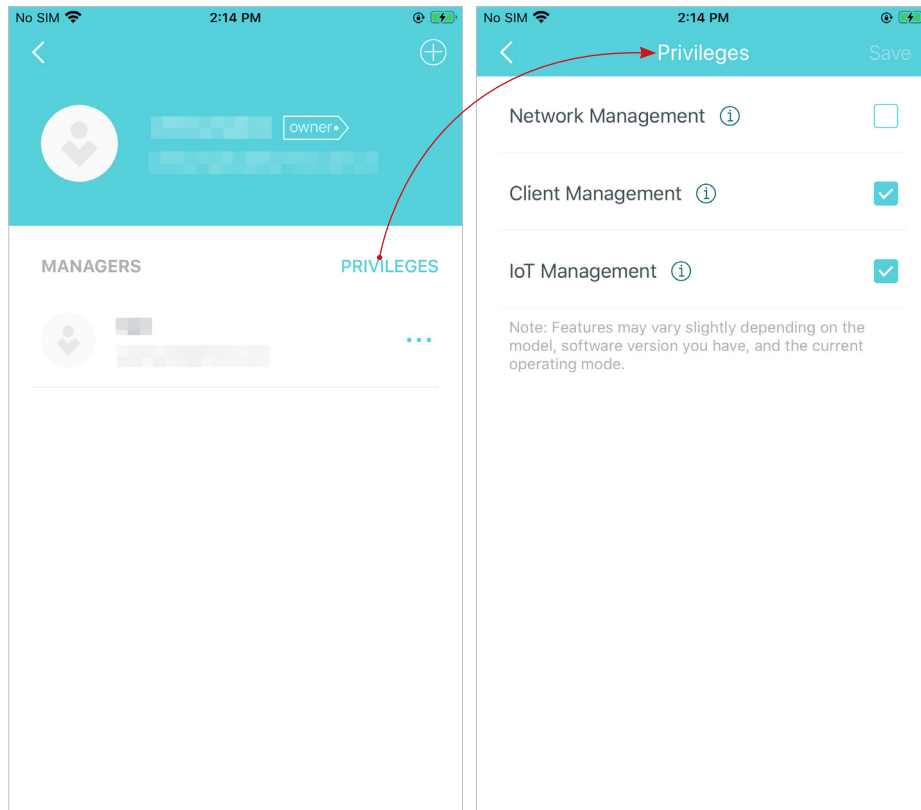 No SIM 2:14 PM
owner
MANAGERS PRIVILEGES
No SIM 2:14 PM
Privileges Save
Network Management
Client Management
IoT Management
Note: Features may vary slightly depending on the
model, software version you have, and the current
operating mode.